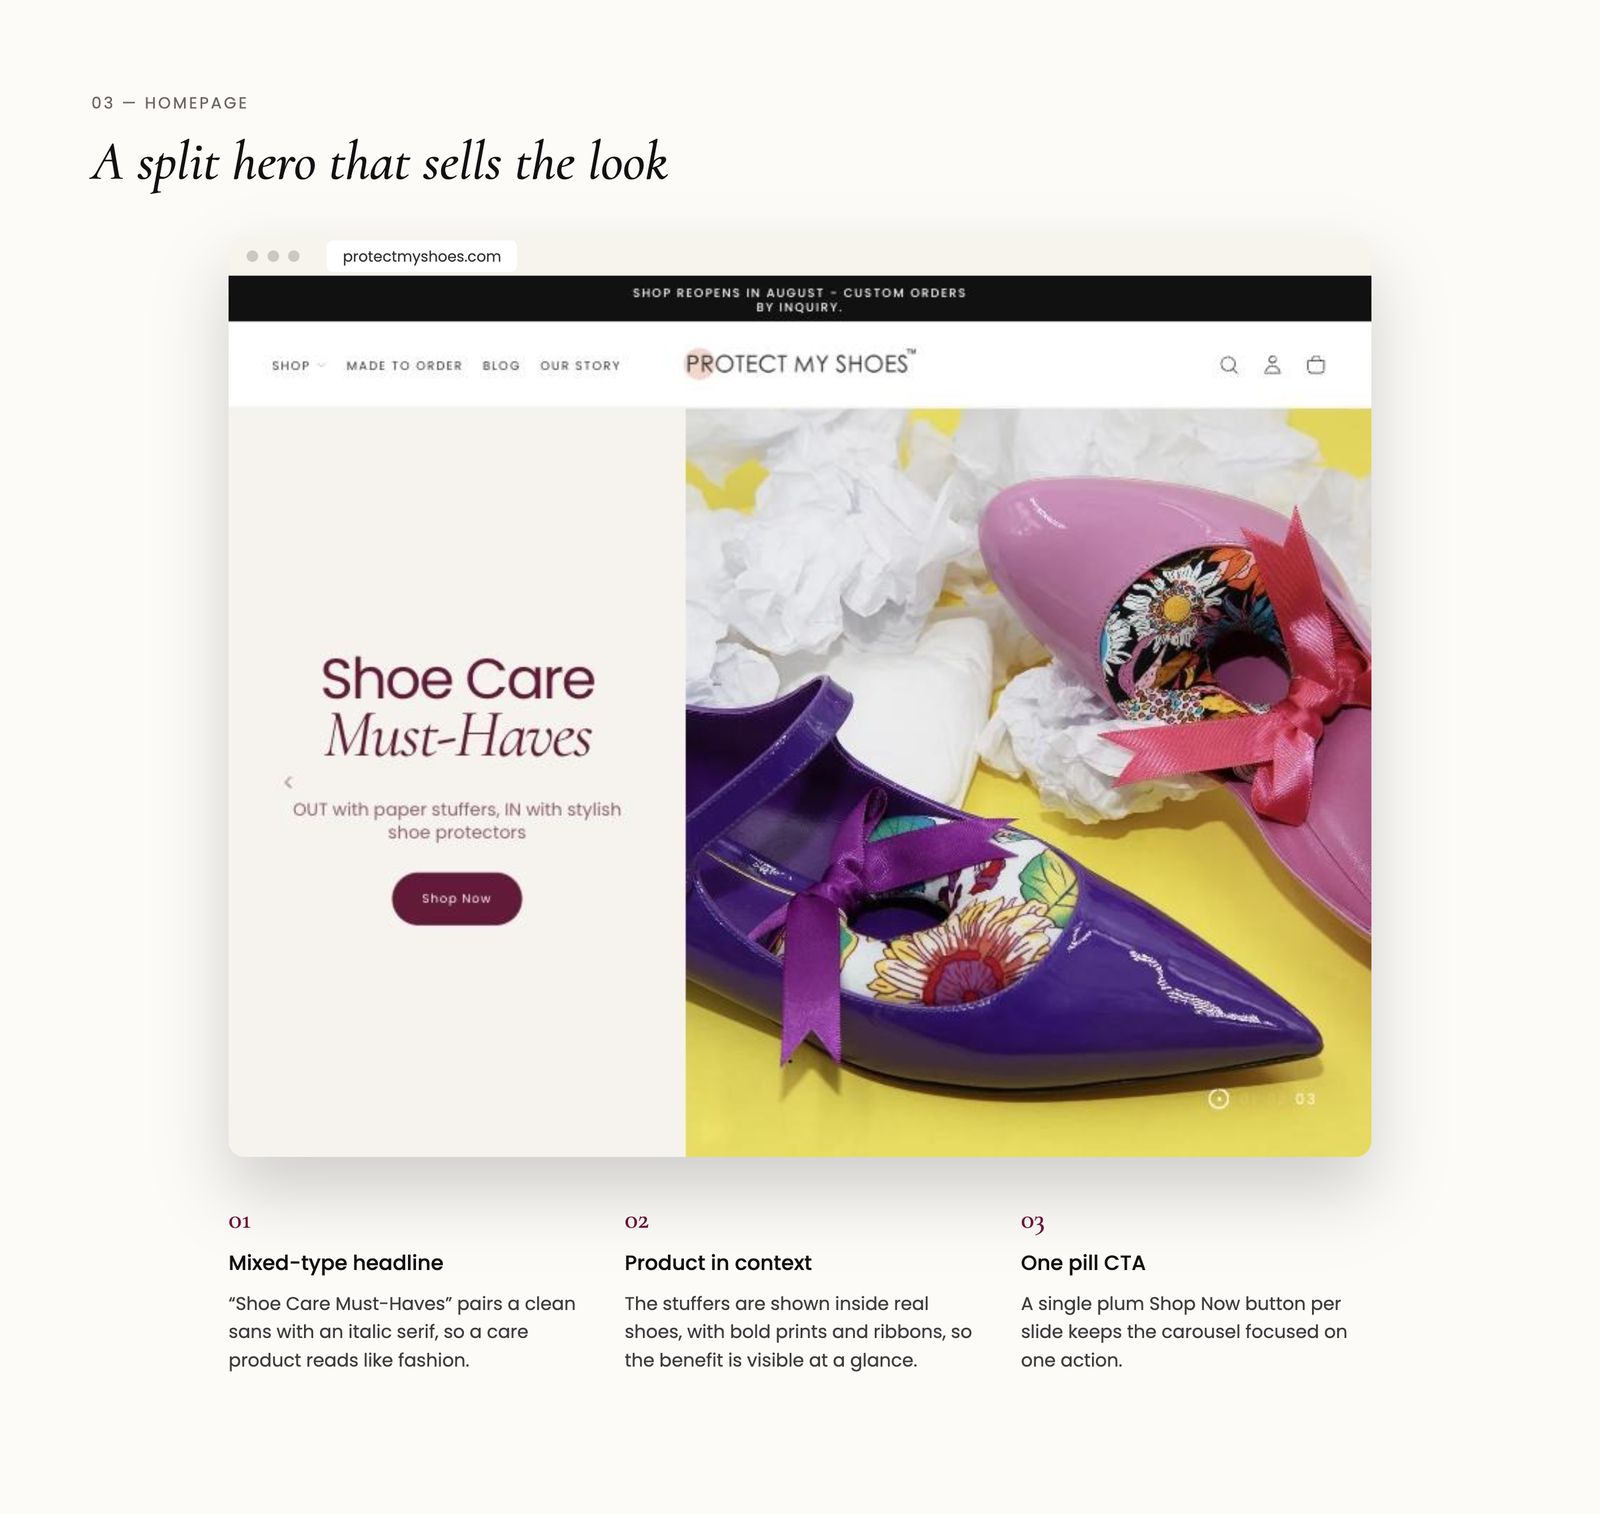 03 — HOMEPAGE
A split hero that sells the look
protectmyshoes.com
SHOP REOPENS IN AUGUST - CUSTOM ORDERS
BY INQUIRY.
SHOP MADE TO ORDER BLOG OUR STORY
PROTECT MY SHOES™
Shoe Care
Must-Haves
OUT with paper stuffers, IN with stylish
shoe protectors
Shop Now
03
01
Mixed-type headline
“Shoe Care Must-Haves” pairs a clean
sans with an italic serif, so a care
product reads like fashion.
02
Product in context
The stuffers are shown inside real
shoes, with bold prints and ribbons, so
the benefit is visible at a glance.
03
One pill CTA
A single plum Shop Now button per
slide keeps the carousel focused on
one action.